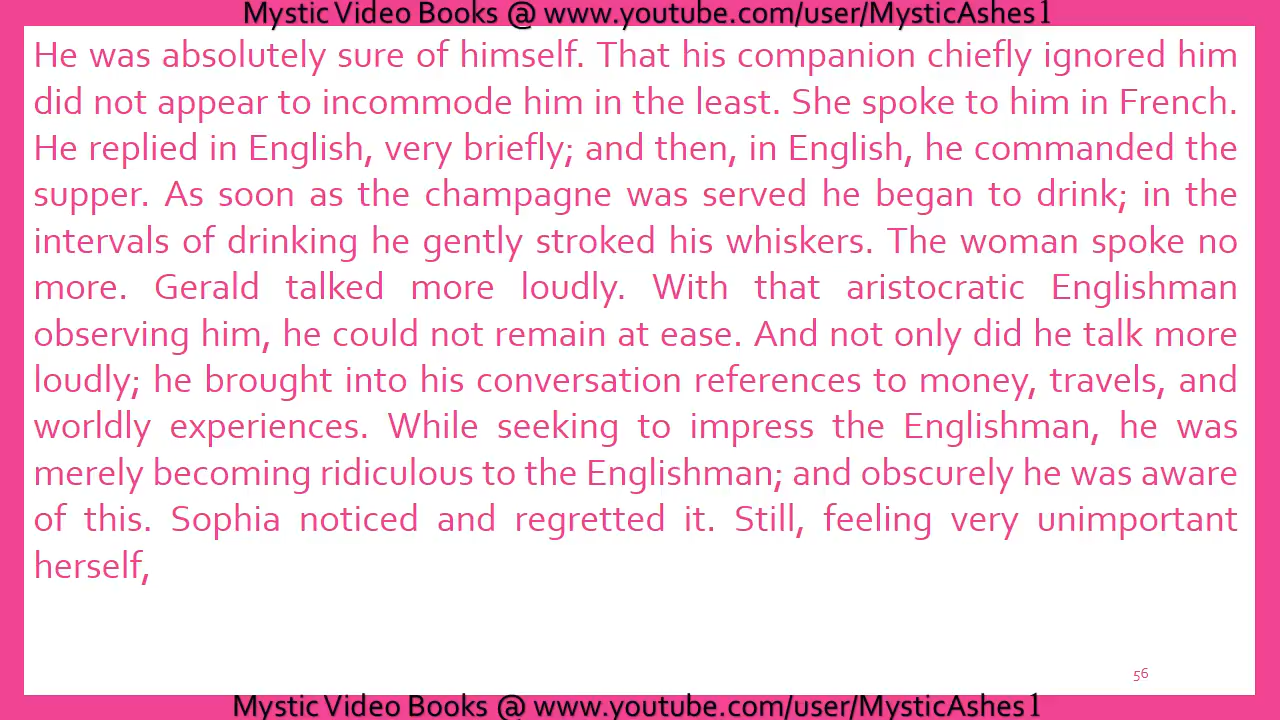 Mystic Video Books @ www.youtube.com/user/MysticAshes1
He was absolutely sure of himself. That his companion chiefly ignored him
did not appear to incommode him in the least. She spoke to him in French.
He replied in English, very briefly; and then, in English, he commanded the
supper. As soon as the champagne was served he began to drink; in the
intervals of drinking he gently stroked his whiskers. The woman spoke no
more. Gerald talked more loudly. With that aristocratic Englishman
observing him, he could not remain at ease. And not only did he talk more
loudly; he brought into his conversation references to money, travels, and
worldly experiences. While seeking to impress the Englishman, he was
merely becoming ridiculous to the Englishman; and obscurely he was aware
of this. Sophia noticed and regretted it. Still, feeling very unimportant
herself,
56
Mystic Video Books @ www.youtube.com/user/MysticAshes1